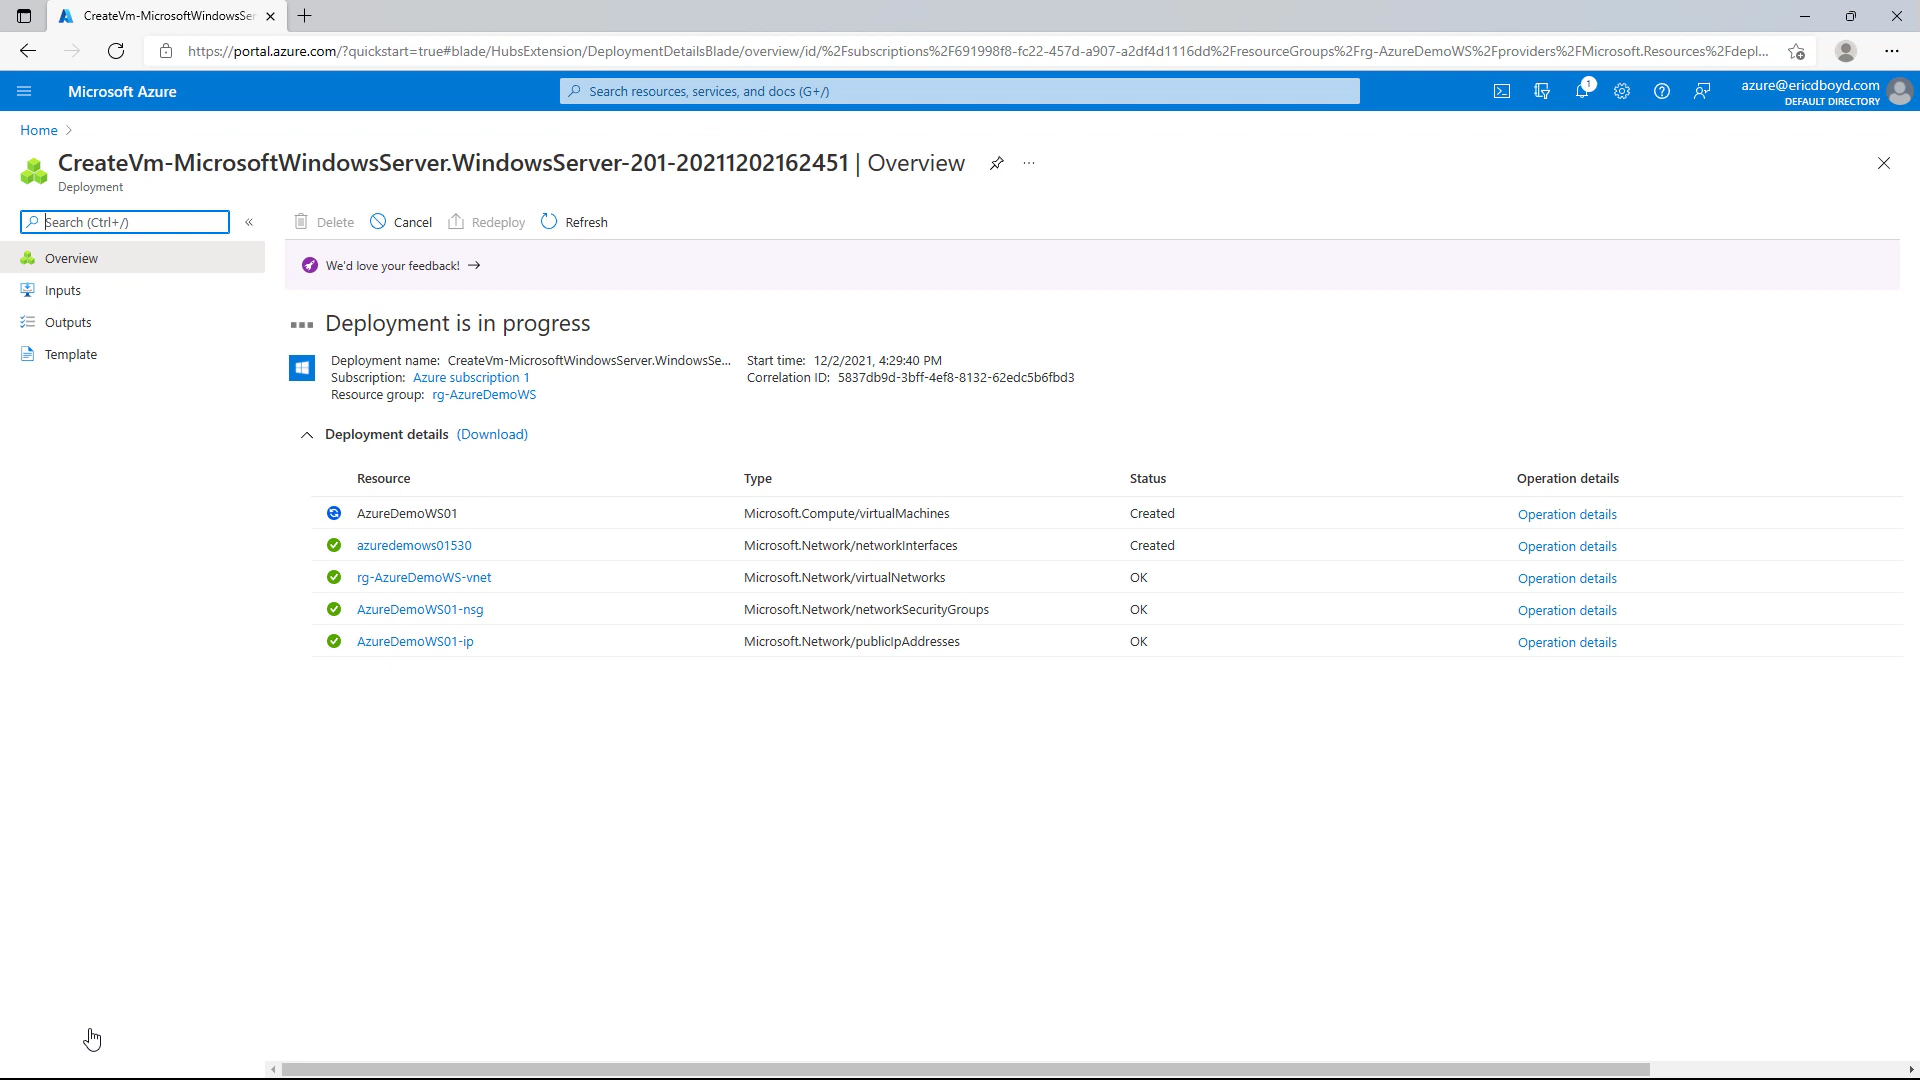 CreateVm-MicrosoftWindowsSer
https://portal.azure.com/?quickstart=true#blade/HubsExtension/DeploymentDetailsBlade/overview/id/%2Fsubscriptions%2F691998f8-fc22-457d-a907-a2df4d1116dd%2FresourceGroups%2Frg-AzureDemoWS%2Fproviders%2FMicrosoft.Resources%2Fdepl...
Microsoft Azure
Search resources, services, and docs (G+/)
1
azure@ericdboyd.com
DEFAULT DIRECTORY
Home >
CreateVm-MicrosoftWindowsServer.WindowsServer-201-20211202162451 | Overview ...
Deployment
Search (Ctrl+/) «
Delete Cancel Redeploy Refresh
Overview
Inputs
Outputs
Template
We'd love your feedback! →
Deployment is in progress
Deployment name: CreateVm-MicrosoftWindowsServer.WindowsSe... Start time: 12/2/2021, 4:29:40 PM
Subscription: Azure subscription 1 Correlation ID: 5837db9d-3bff-4ef8-8132-62edc5b6fbd3
Resource group: rg-AzureDemoWS
Deployment details (Download)
Resource Type Status Operation details
AzureDemoWS01 Microsoft.Compute/virtualMachines Created Operation details
azuredemows01530 Microsoft.Network/networkInterfaces Created Operation details
rg-AzureDemoWS-vnet Microsoft.Network/virtualNetworks OK Operation details
AzureDemoWS01-nsg Microsoft.Network/networkSecurityGroups OK Operation details
AzureDemoWS01-ip Microsoft.Network/publicIpAddresses OK Operation details